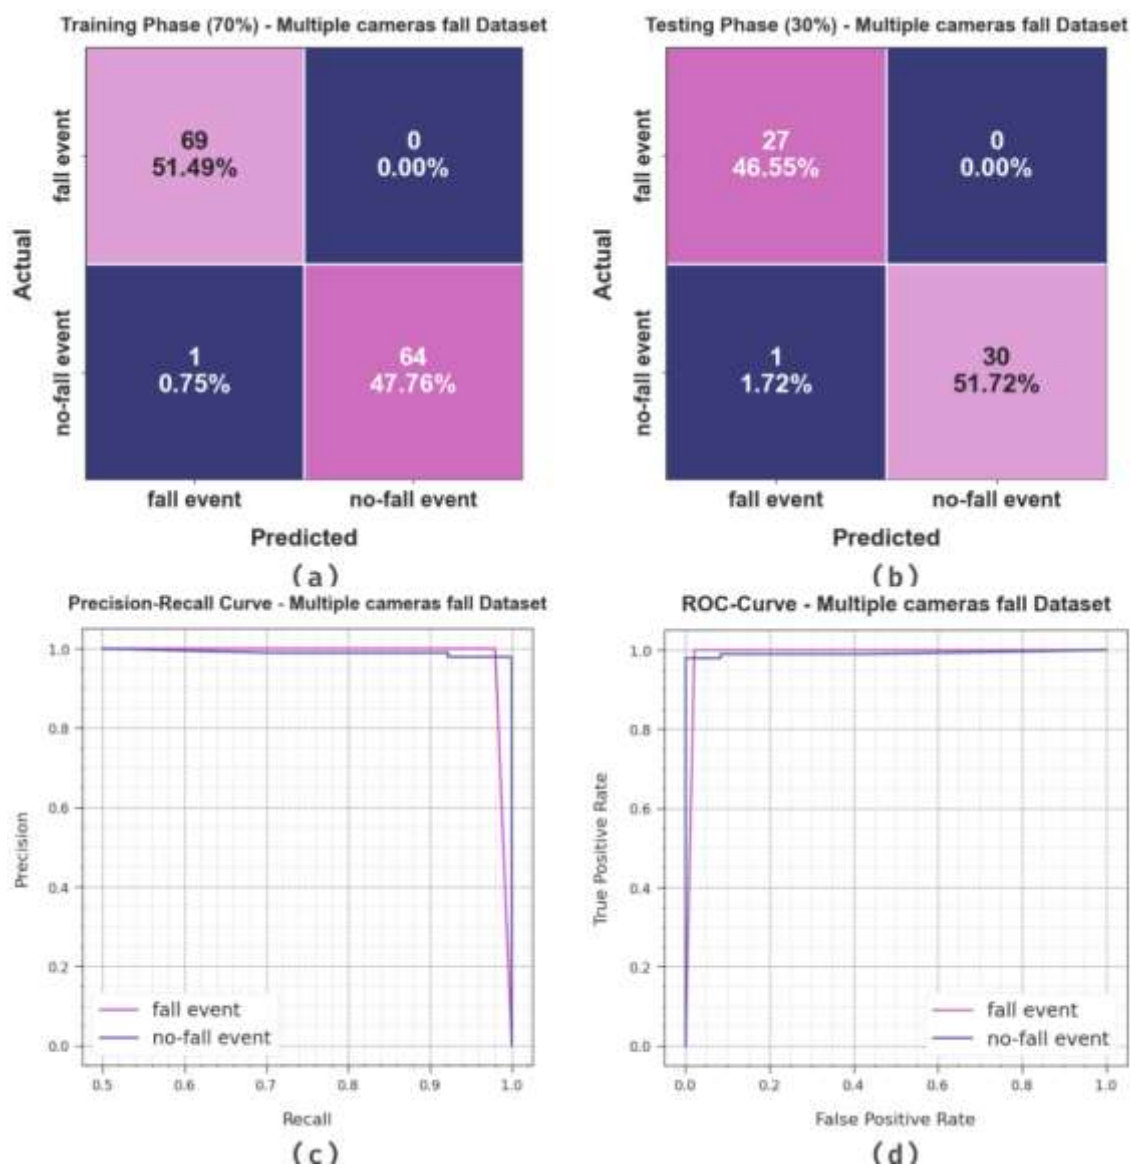 Training Phase (70%) - Multiple cameras fall Dataset
Actual
fall event
no-fall event
69
51.49%
0
0.00%
1
0.75%
64
47.76%
fall event no-fall event
Predicted
(a)
Testing Phase (30%) - Multiple cameras fall Dataset
Actual
fall event
no-fall event
27
46.55%
0
0.00%
1
1.72%
30
51.72%
fall event no-fall event
Predicted
(b)
Precision-Recall Curve - Multiple cameras fall Dataset
Precision
1.0
0.8
0.6
0.4
0.2
0.0
fall event
no-fall event
0.5 0.6 0.7 0.8 0.9 1.0
Recall
(c)
ROC-Curve - Multiple cameras fall Dataset
True Positive Rate
1.0
0.8
0.6
0.4
0.2
0.0
fall event
no-fall event
0.0 0.2 0.4 0.6 0.8 1.0
False Positive Rate
(d)